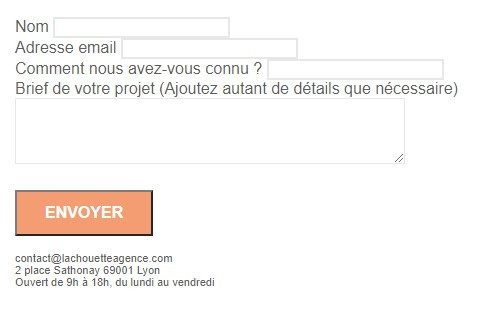 Nom
Adresse email
Comment nous avez-vous connu ?
Brief de votre projet (Ajoutez autant de détails que nécessaire)
ENVOYER
contact@lachouetteagence.com
2 place Sathonay 69001 Lyon
Ouvert de 9h à 18h, du lundi au vendredi